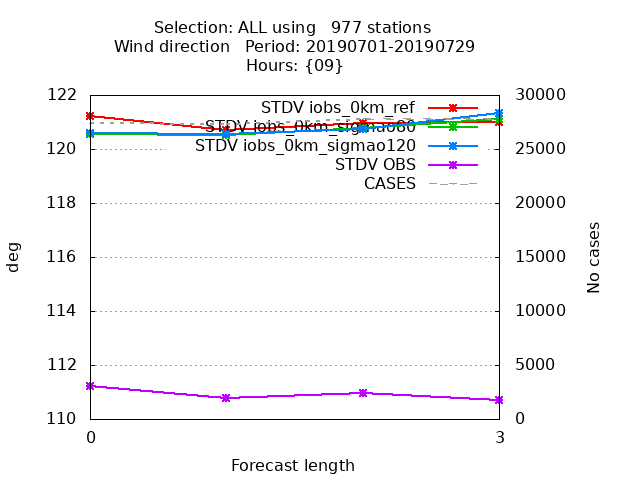 Selection: ALL using   977 stations
Wind direction   Period: 20190701-20190729
Hours: {09}
122
120
118
116
114
112
110
deg
30000
25000
20000
15000
10000
5000
0
No cases
STDV iobs_0km_ref
STDV iobs_0km_sigmao80
STDV iobs_0km_sigmao120
STDV OBS
CASES
0
3
Forecast length